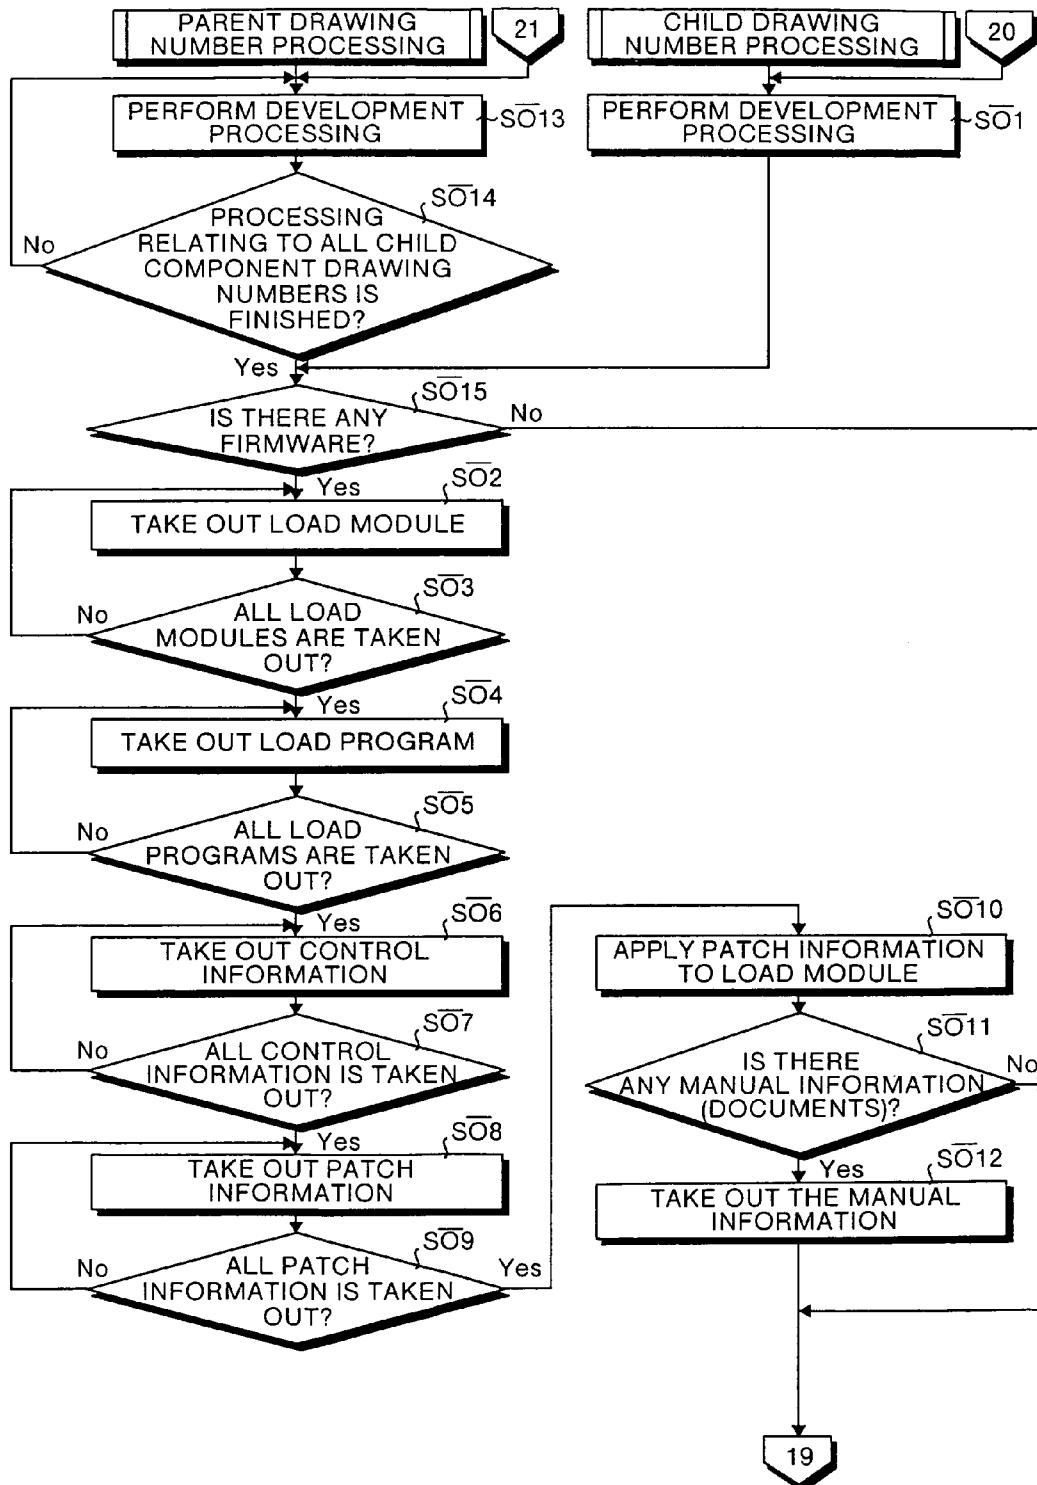 PARENT DRAWING
NUMBER PROCESSING
21
CHILD DRAWING
NUMBER PROCESSING
20
PERFORM DEVELOPMENT
PROCESSING
SO13
PERFORM DEVELOPMENT
PROCESSING
SO1
SO14
PROCESSING
RELATING TO ALL CHILD
COMPONENT DRAWING
NUMBERS IS
FINISHED?
No
Yes
SO15
IS THERE ANY
FIRMWARE?
No
Yes
SO2
TAKE OUT LOAD MODULE
SO3
ALL LOAD
MODULES ARE TAKEN
OUT?
No
Yes
SO4
TAKE OUT LOAD PROGRAM
SO5
ALL LOAD
PROGRAMS ARE TAKEN
OUT?
No
Yes
SO6
TAKE OUT CONTROL
INFORMATION
SO7
ALL CONTROL
INFORMATION IS TAKEN
OUT?
No
Yes
SO8
TAKE OUT PATCH
INFORMATION
SO9
ALL PATCH
INFORMATION IS TAKEN
OUT?
No
Yes
SO10
APPLY PATCH INFORMATION
TO LOAD MODULE
SO11
IS THERE
ANY MANUAL INFORMATION
(DOCUMENTS)?
No
Yes
SO12
TAKE OUT THE MANUAL
INFORMATION
19